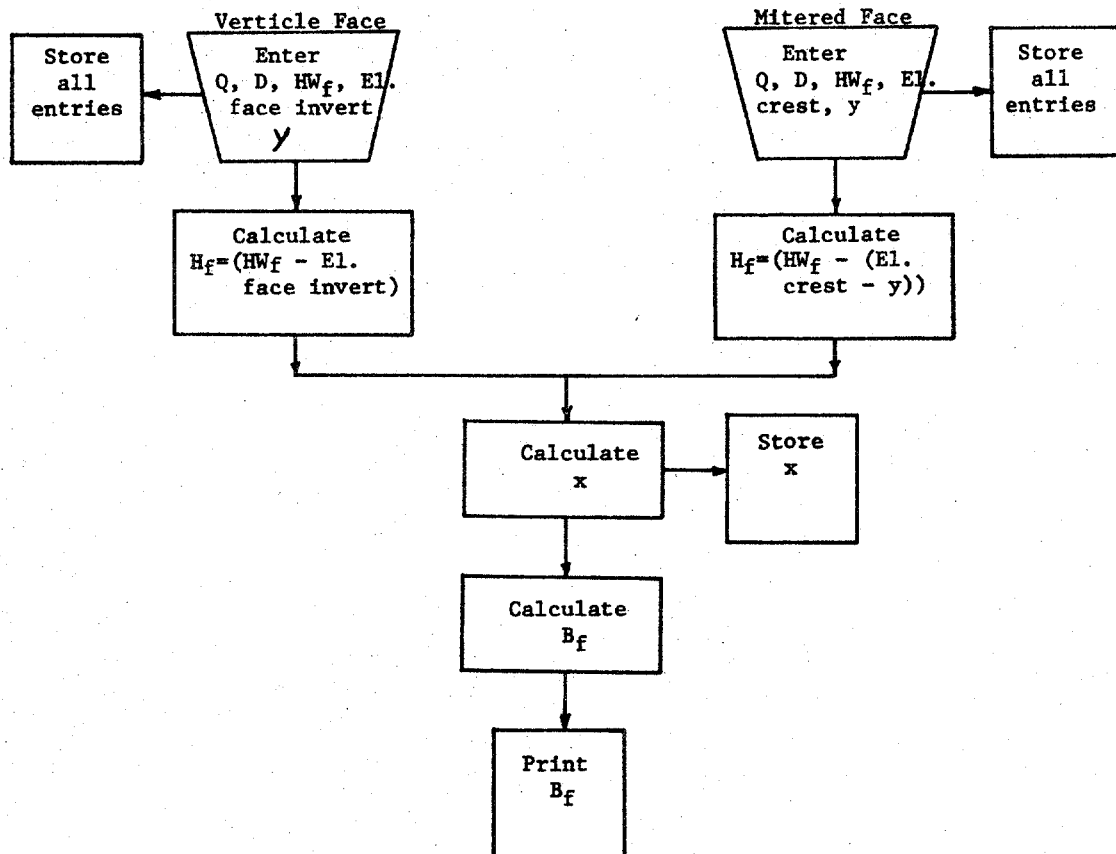 Verticle Face
Enter
Q, D, HWf, El.
face invert
y
Store
all
entries
Mitered Face
Enter
Q, D, HWf, El.
crest, y
Store
all
entries
Calculate
Hf=(HWf - El.
face invert)
Calculate
Hf=(HWf - (El.
crest - y))
Calculate
x
Store
x
Calculate
Bf
Print
Bf